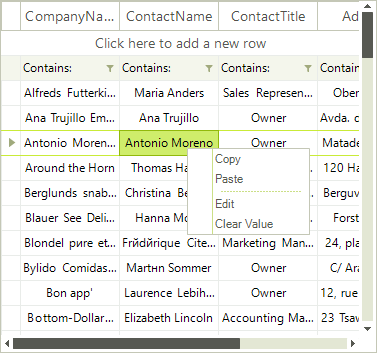 CompanyNa... ContactName ContactTitle Ad
Click here to add a new row
Contains: Contains: Contains: Contains:
Alfreds Futterki... Maria Anders Sales Represen... Ober
Ana Trujillo Em... Ana Trujillo Owner Avda. c
Antonio Moren... Antonio Moreno Owner Matade
Around the Horn Thomas Ha 120 Ha
Berglunds snab... Christina Be Berguv
Blauer See Deli... Hanna Mo Forst
Blondel pиre et... Frйdйrique Cite... Marketing Man... 24, pla
Bylido Comidas... Martнn Sommer Owner C/ Ara
Bon app' Laurence Lebih... Owner 12, rue
Bottom-Dollar... Elizabeth Lincoln Accounting Ma... 23 Tsaw
Copy
Paste
Edit
Clear Value